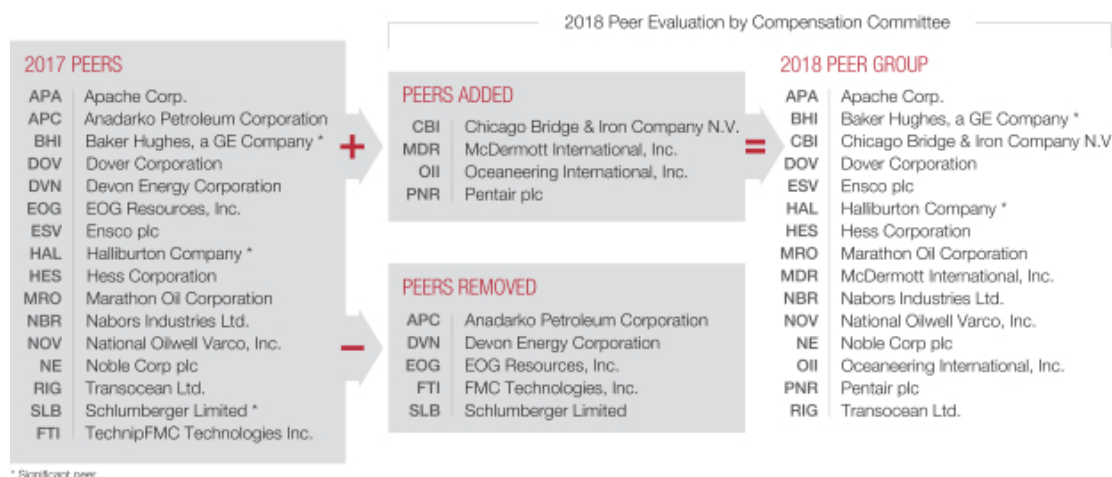 2018 Peer Evaluation by Compensation Committee
2017 PEERS
APA Apache Corp.
APC Anadarko Petroleum Corporation
BHI Baker Hughes, a GE Company *
DOV Dover Corporation
DVN Devon Energy Corporation
EOG EOG Resources, Inc.
ESV Ensco plc
HAL Halliburton Company *
HES Hess Corporation
MRO Marathon Oil Corporation
NBR Nabors Industries Ltd.
NOV National Oilwell Varco, Inc.
NE Noble Corp plc
RIG Transocean Ltd.
SLB Schlumberger Limited *
FTI TechnipFMC Technologies Inc.
+
PEERS ADDED
CBI Chicago Bridge & Iron Company N.V.
MDR McDermott International, Inc.
OII Oceaneering International, Inc.
PNR Pentair plc
–
PEERS REMOVED
APC Anadarko Petroleum Corporation
DVN Devon Energy Corporation
EOG EOG Resources, Inc.
FTI FMC Technologies, Inc.
SLB Schlumberger Limited
=
2018 PEER GROUP
APA Apache Corp.
BHI Baker Hughes, a GE Company *
CBI Chicago Bridge & Iron Company N.V
DOV Dover Corporation
ESV Ensco plc
HAL Halliburton Company *
HES Hess Corporation
MRO Marathon Oil Corporation
MDR McDermott International, Inc.
NBR Nabors Industries Ltd.
NOV National Oilwell Varco, Inc.
NE Noble Corp plc
OII Oceaneering International, Inc.
PNR Pentair plc
RIG Transocean Ltd.
* Significant peer